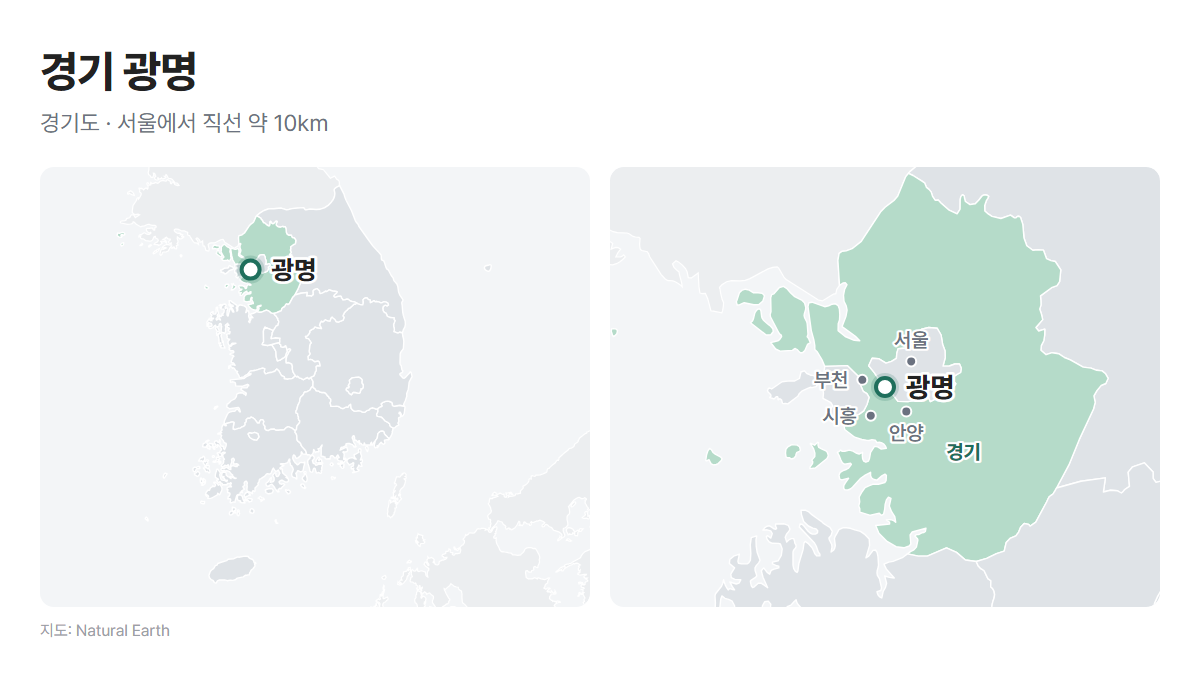 경기 광명
경기도 · 서울에서 직선 약 10km
광명
서울
부천
광명
시흥
안양
경기
지도: Natural Earth